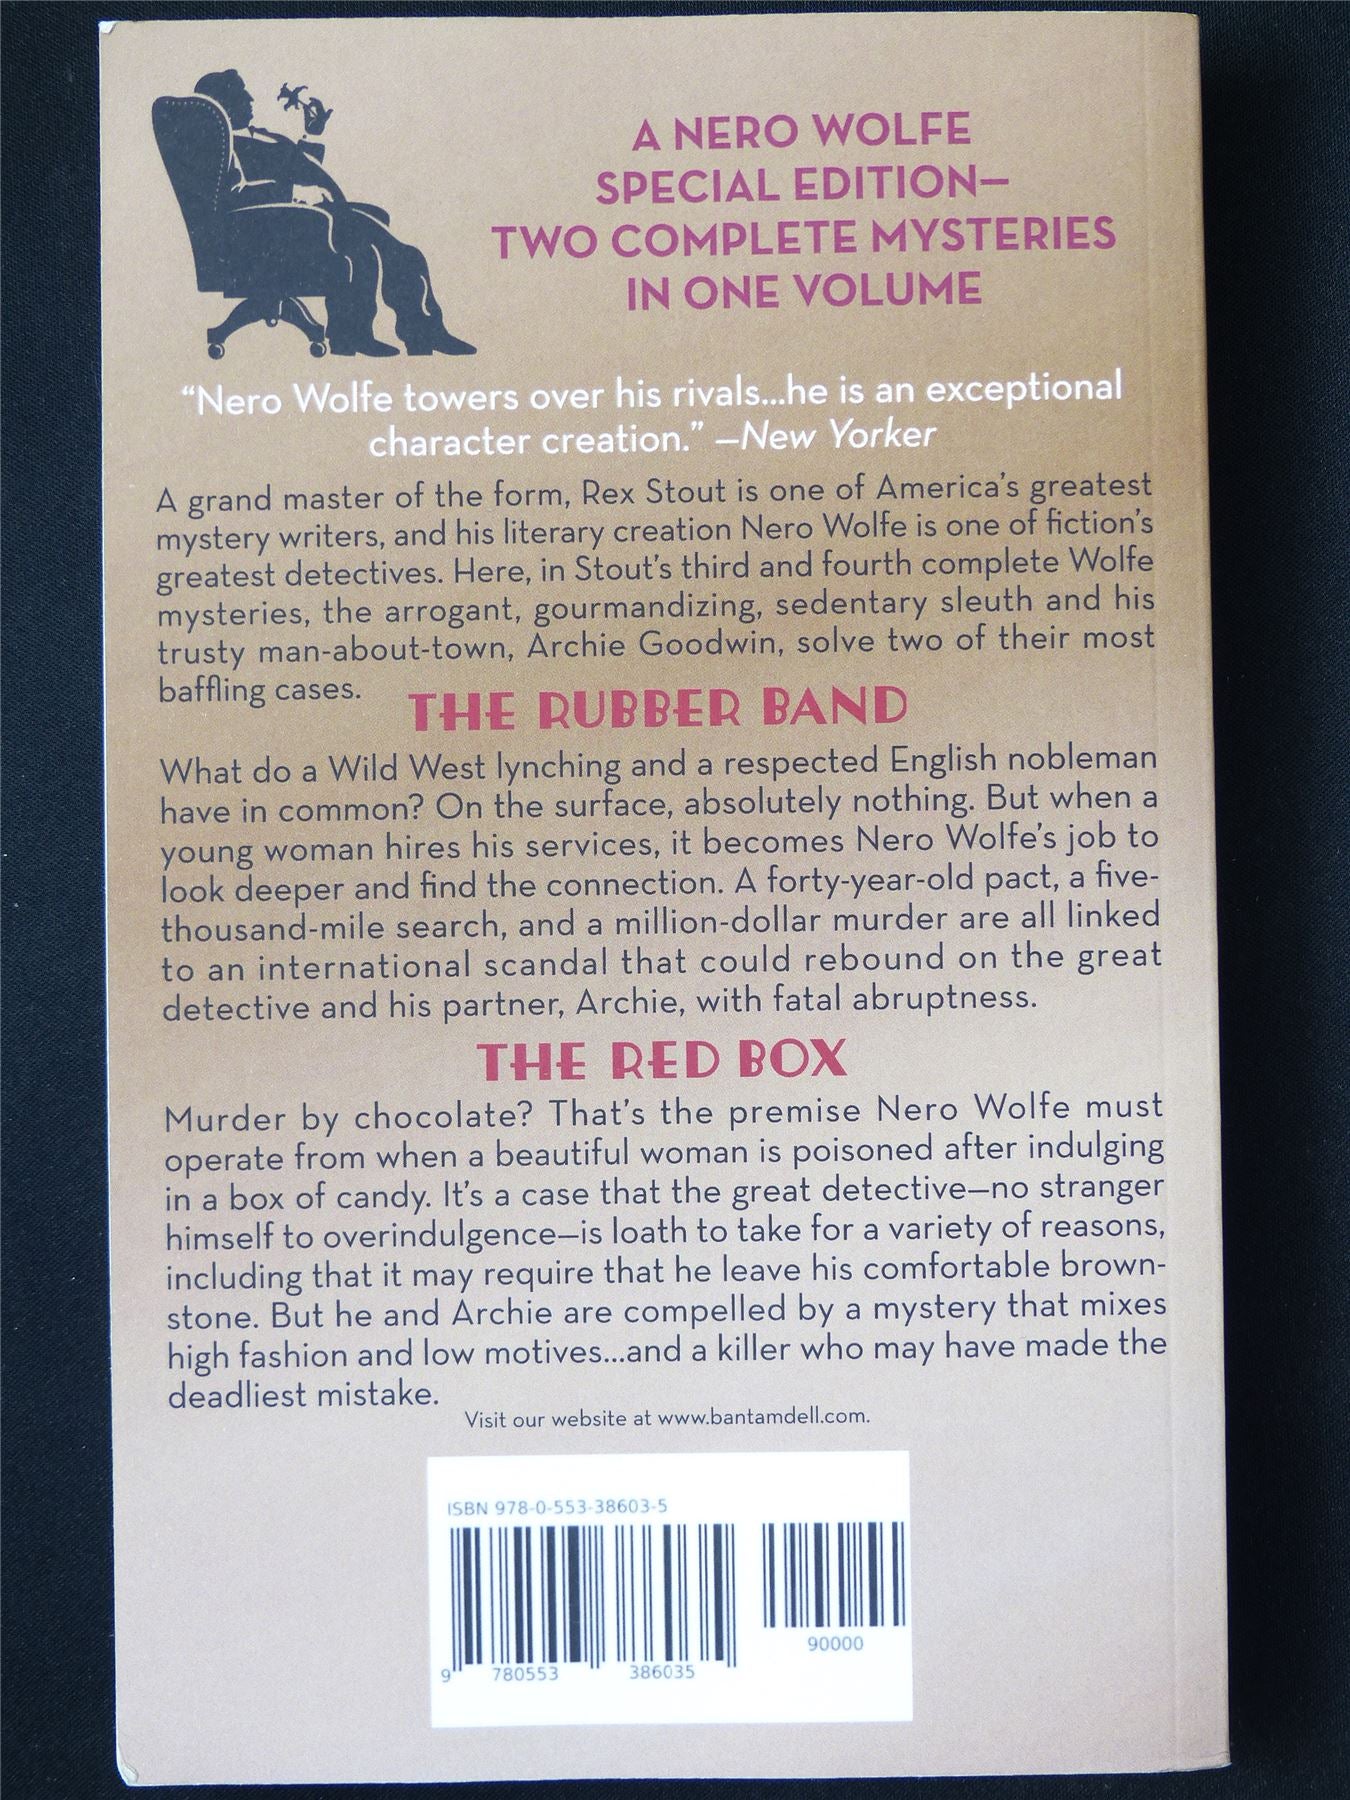 A NERO WOLFE
SPECIAL EDITION—
TWO COMPLETE MYSTERIES
IN ONE VOLUME
“Nero Wolfe towers over his rivals...he is an exceptional
character creation.” —New Yorker
A grand master of the form, Rex Stout is one of America’s greatest
mystery writers, and his literary creation Nero Wolfe is one of fiction’s
greatest detectives. Here, in Stout’s third and fourth complete Wolfe
mysteries, the arrogant, gourmandizing, sedentary sleuth and his
trusty man-about-town, Archie Goodwin, solve two of their most
baffling cases.
THE RUBBER BAND
What do a Wild West lynching and a respected English nobleman
have in common? On the surface, absolutely nothing. But when a
young woman hires his services, it becomes Nero Wolfe’s job to
look deeper and find the connection. A forty-year-old pact, a five-
thousand-mile search, and a million-dollar murder are all linked
to an international scandal that could rebound on the great
detective and his partner, Archie, with fatal abruptness.
THE RED BOX
Murder by chocolate? That’s the premise Nero Wolfe must
operate from when a beautiful woman is poisoned after indulging
in a box of candy. It’s a case that the great detective—no stranger
himself to overindulgence—is loath to take for a variety of reasons,
including that it may require that he leave his comfortable brown-
stone. But he and Archie are compelled by a mystery that mixes
high fashion and low motives...and a killer who may have made the
deadliest mistake.
Visit our website at www.bantamdell.com.
ISBN 978-0-553-38603-5
90000
9 780553 386035